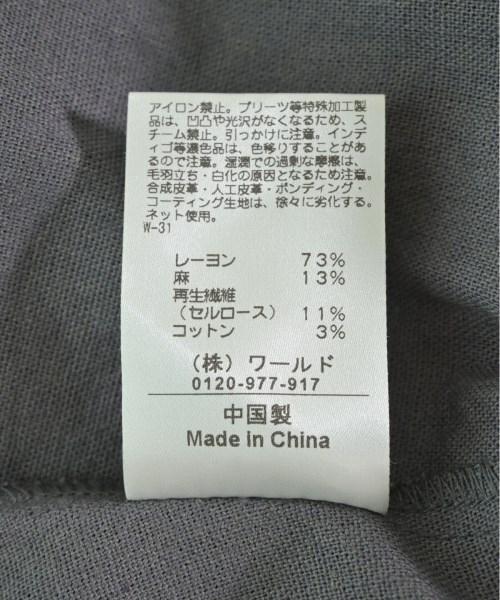 アイロン禁止。プリーツ等特殊加工製
品は、凹凸や光沢がなくなるため、ス
チーム禁止。引っかけに注意。インデ
ィゴ等濃色品は、色移りすることがあ
るので注意。湿潤での過剰な摩擦は、
毛羽立ち・白化の原因となるため注意。
合成皮革・人工皮革・ボンディング・
コーティング生地は、徐々に劣化する。
ネット使用。
W-31
レーヨン 73%
麻 13%
再生繊維
(セルロース) 11%
コットン 3%
(株)ワールド
0120-977-917
中国製
Made in China